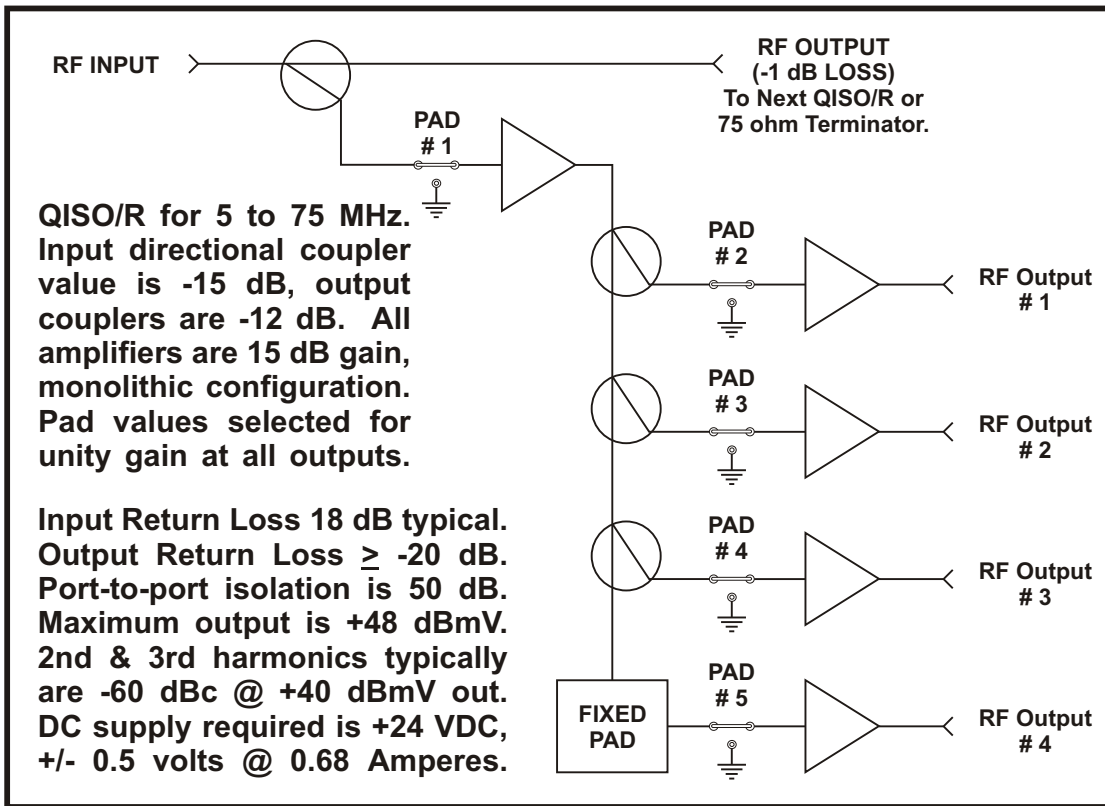 RF INPUT
RF OUTPUT
(-1 dB LOSS)
To Next QISO/R or
75 ohm Terminator.
PAD
# 1
QISO/R for 5 to 75 MHz.
Input directional coupler
value is -15 dB, output
couplers are -12 dB. All
amplifiers are 15 dB gain,
monolithic configuration.
Pad values selected for
unity gain at all outputs.
Input Return Loss 18 dB typical.
Output Return Loss ≥ -20 dB.
Port-to-port isolation is 50 dB.
Maximum output is +48 dBmV.
2nd & 3rd harmonics typically
are -60 dBc @ +40 dBmV out.
DC supply required is +24 VDC,
+/- 0.5 volts @ 0.68 Amperes.
PAD
# 2
RF Output
# 1
PAD
# 3
RF Output
# 2
PAD
# 4
RF Output
# 3
FIXED
PAD
PAD
# 5
RF Output
# 4